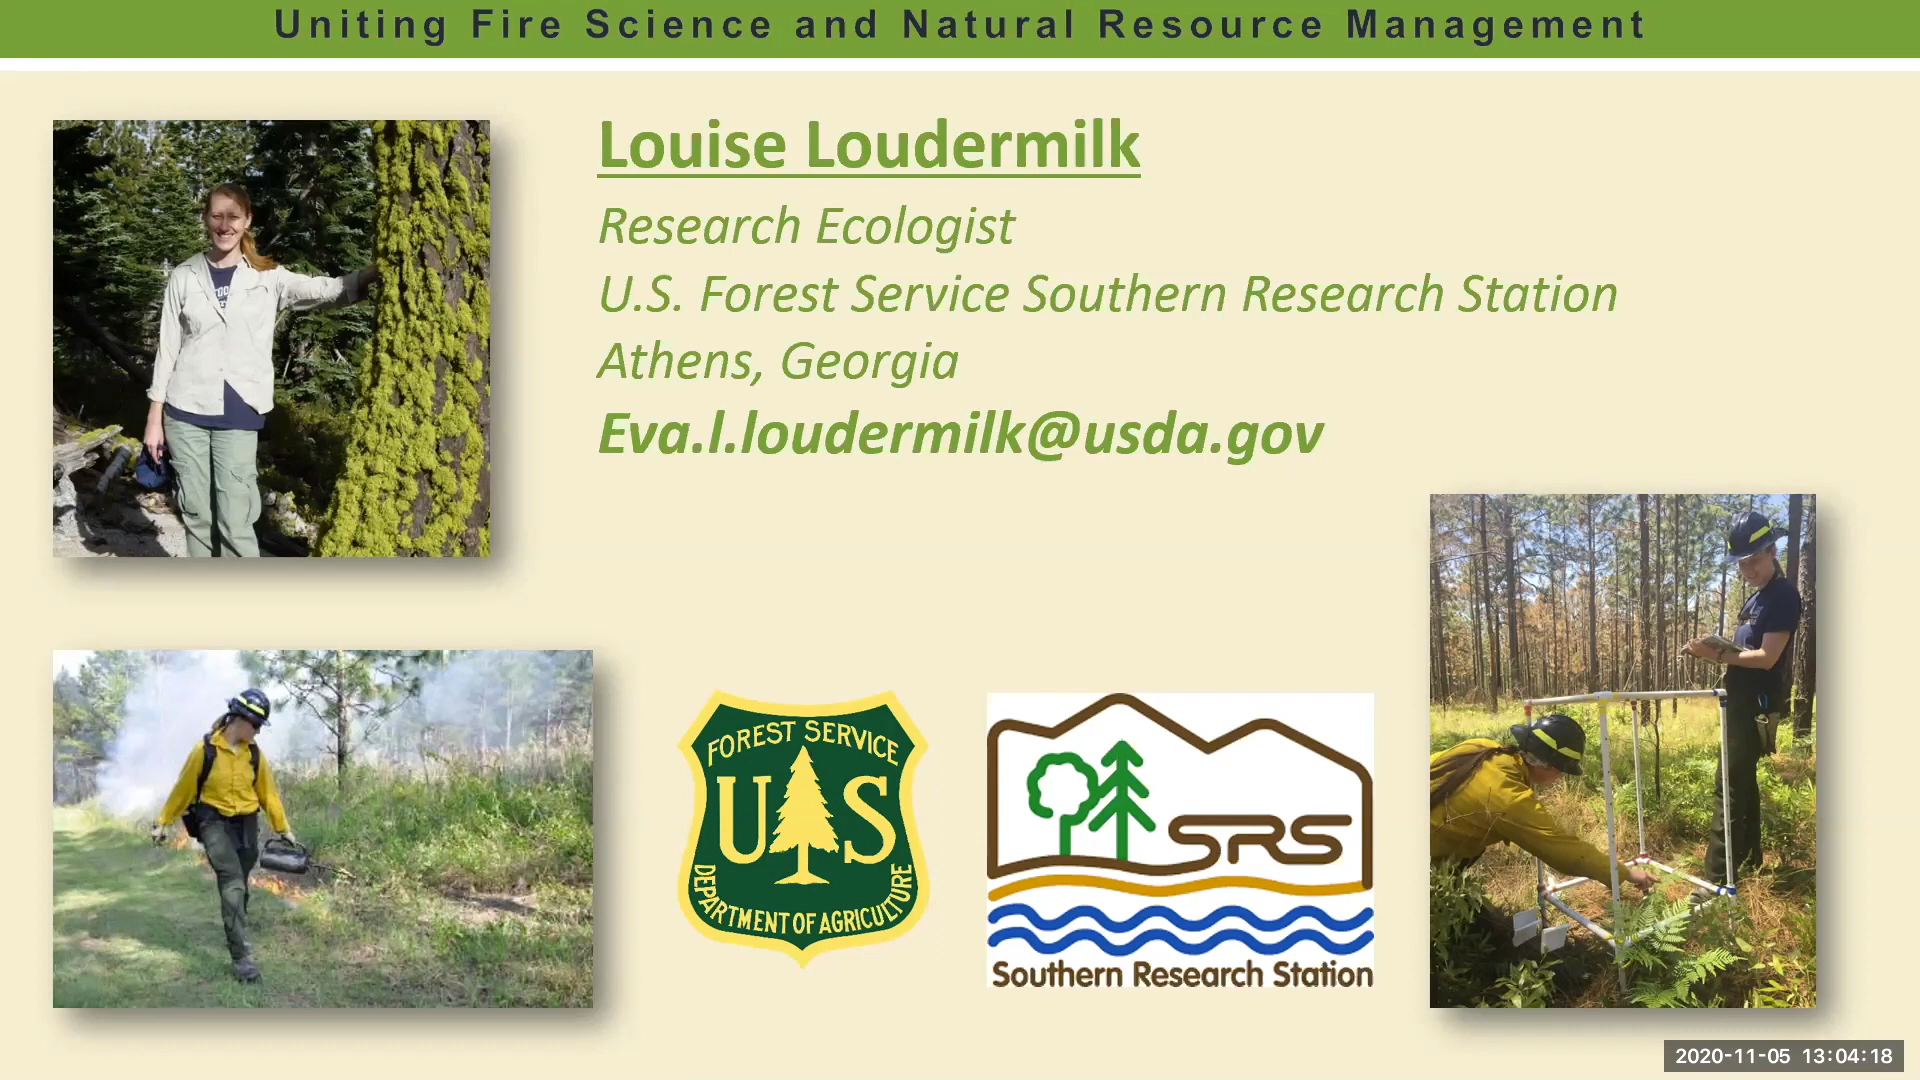 Uniting Fire Science and Natural Resource Management
Louise Loudermilk
Research Ecologist
U.S. Forest Service Southern Research Station
Athens, Georgia
Eva.l.loudermilk@usda.gov
FOREST SERVICE
U S
DEPARTMENT OF AGRICULTURE
SRS
Southern Research Station
2020-11-05 13:04:18